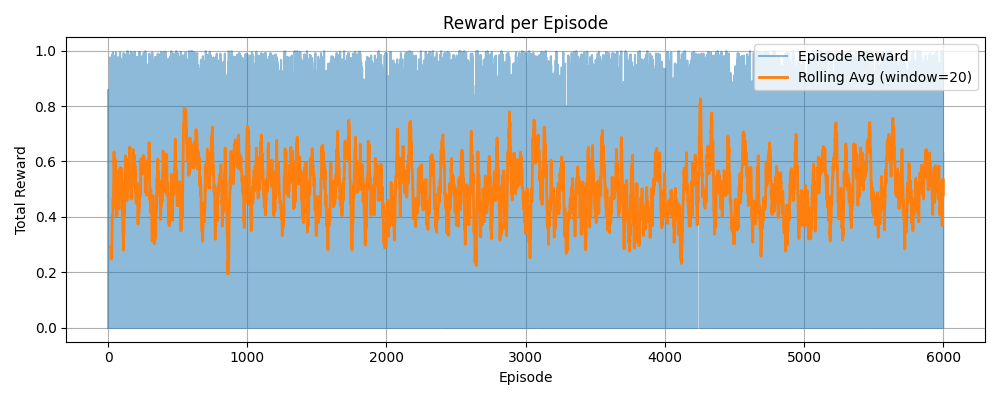 Reward per Episode
Episode Reward
Rolling Avg (window=20)
Total Reward
1.0
0.8
0.6
0.4
0.2
0.0
0 1000 2000 3000 4000 5000 6000
Episode